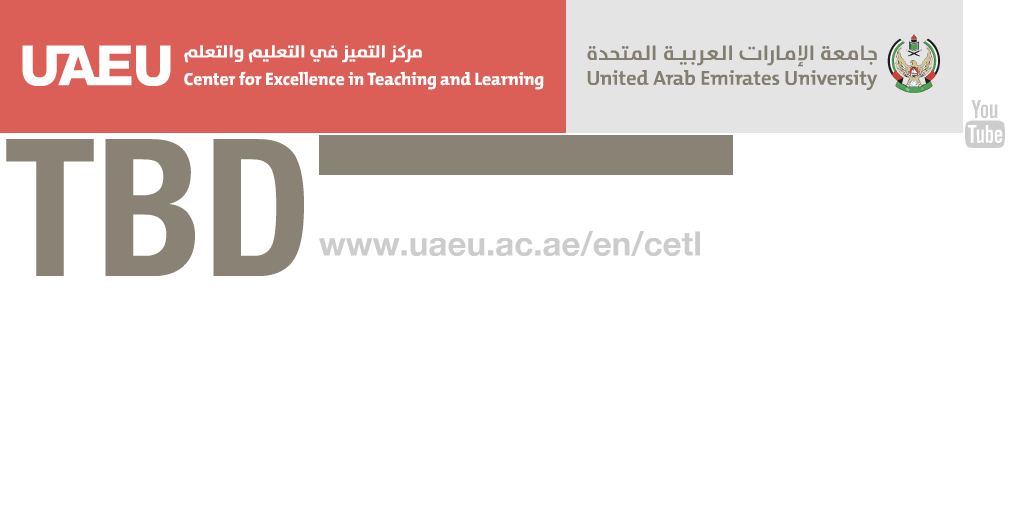 UAEU
مركز التميز في التعليم والتعلم
Center for Excellence in Teaching and Learning
جامعة الإمارات العربية المتحدة
United Arab Emirates University
You
Tube
TBD
www.uaeu.ac.ae/en/cetl